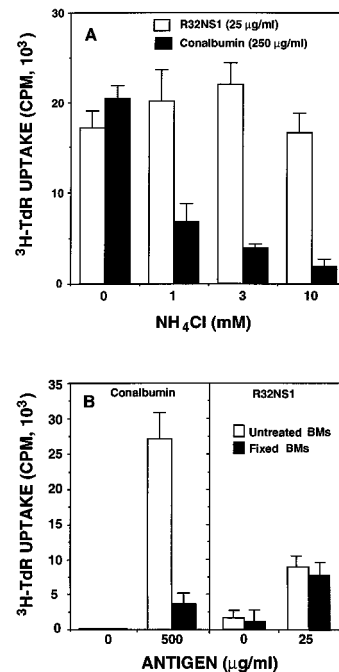 A
R32NS1 (25 µg/ml)
Conalbumin (250 µg/ml)
30
20
10
0
³H-TdR UPTAKE (CPM, 10³)
0 1 3 10
NH₄Cl (mM)
B
Conalbumin R32NS1
Untreated BMs
Fixed BMs
35
30
25
20
15
10
5
0
³H-TdR UPTAKE (CPM, 10³)
0 500 0 25
ANTIGEN (µg/ml)